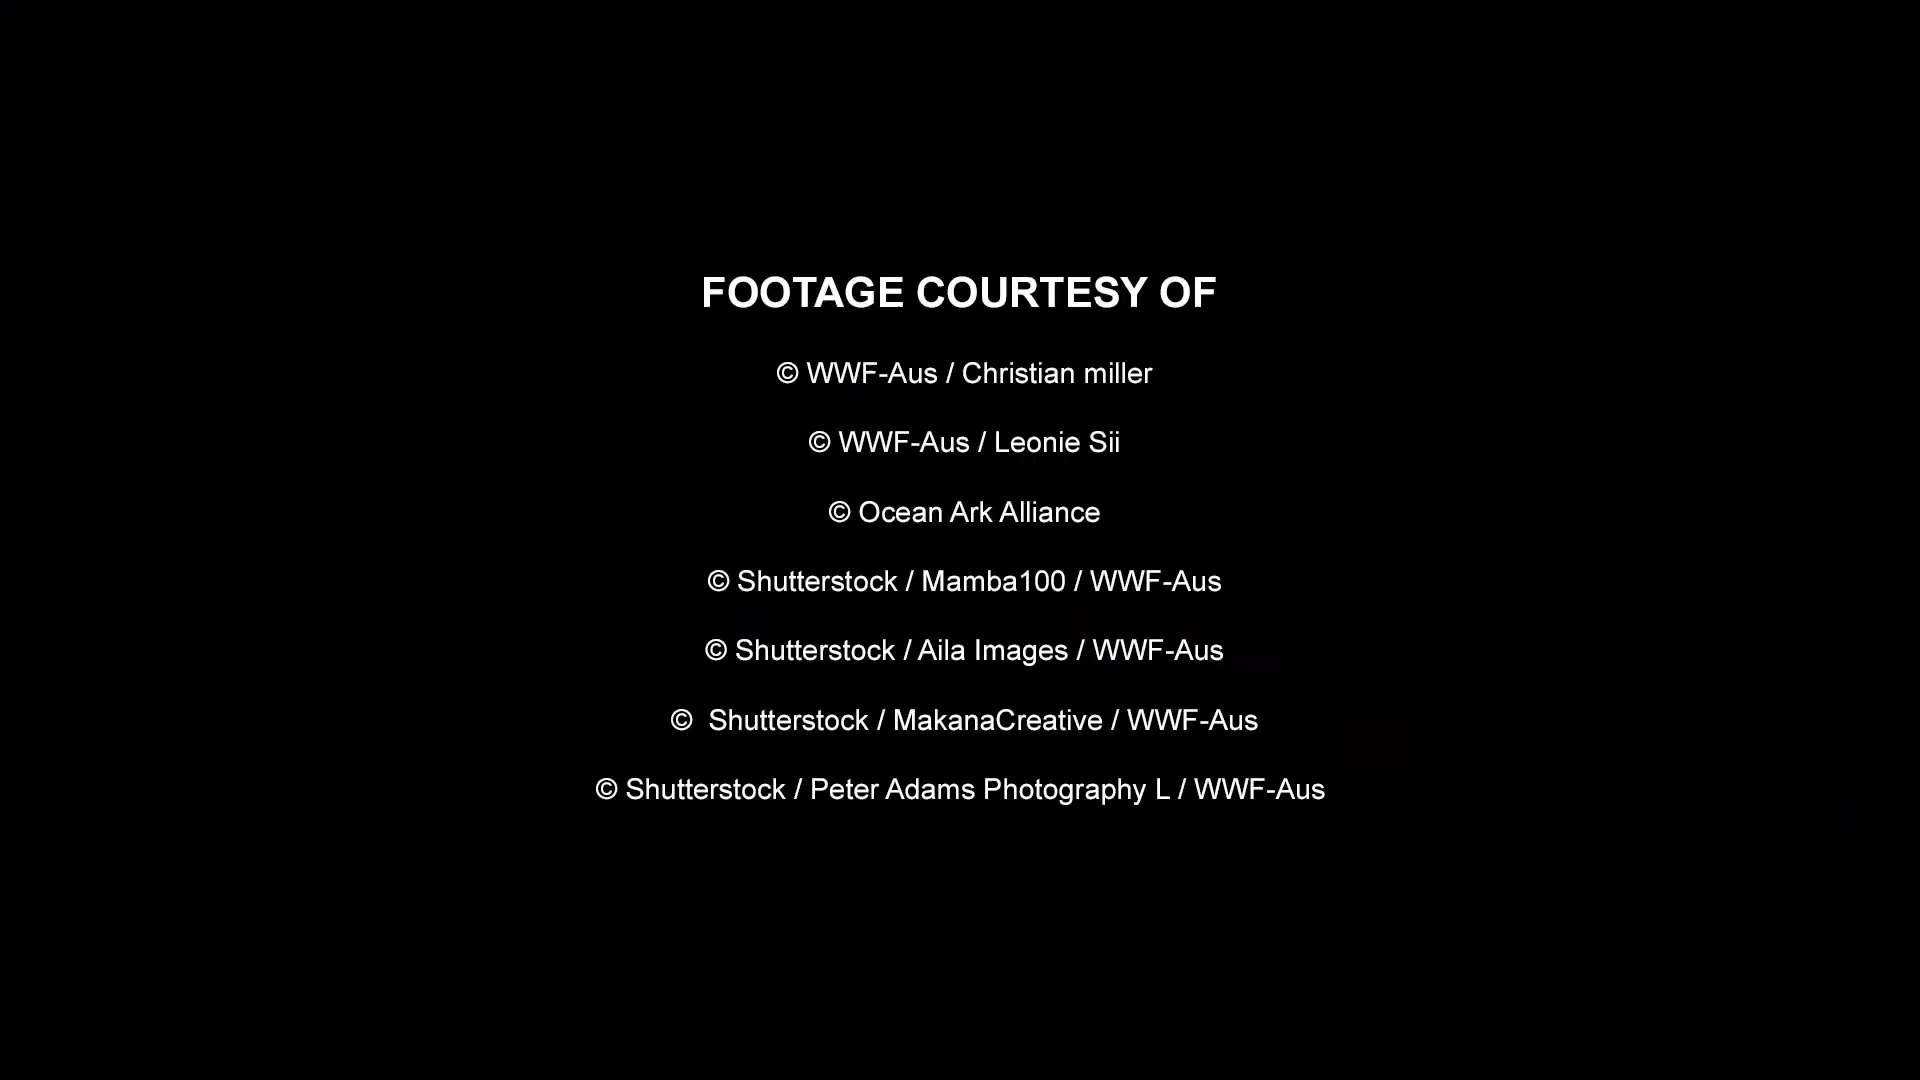 FOOTAGE COURTESY OF
© WWF-Aus / Christian miller
© WWF-Aus / Leonie Sii
© Ocean Ark Alliance
© Shutterstock / Mamba100 / WWF-Aus
© Shutterstock / Aila Images / WWF-Aus
©  Shutterstock / MakanaCreative / WWF-Aus
© Shutterstock / Peter Adams Photography L / WWF-Aus